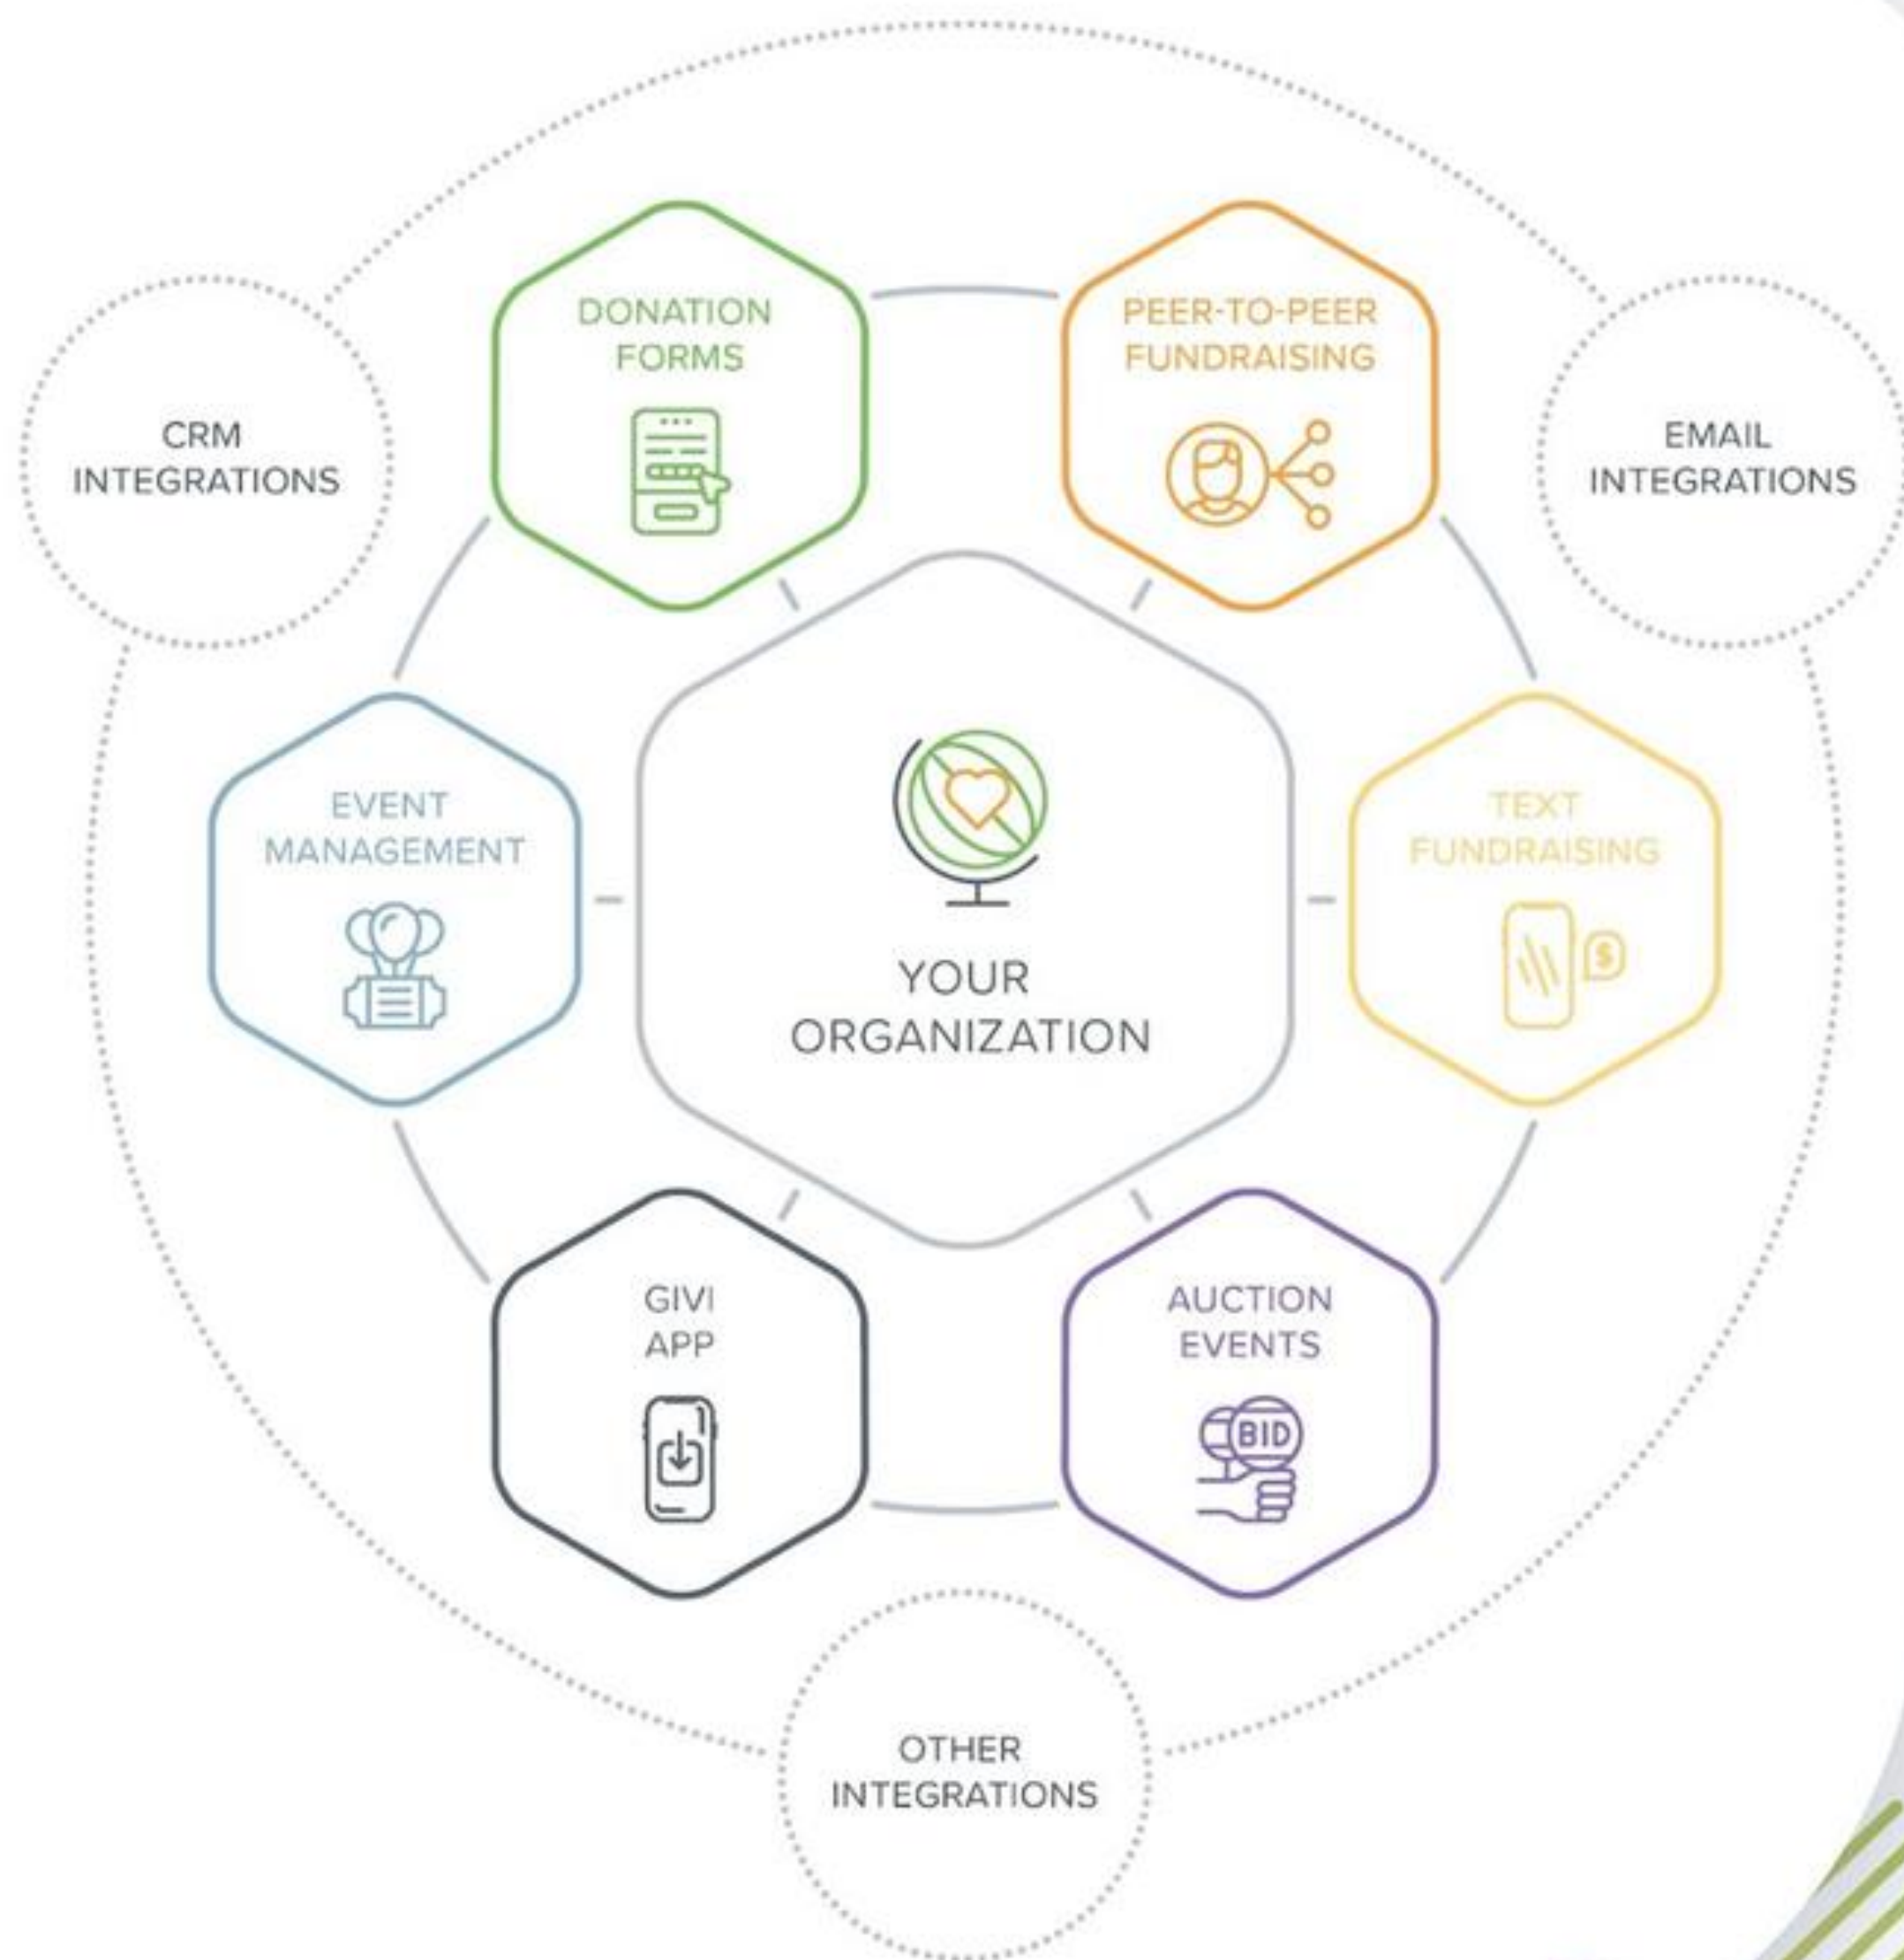 DONATION
FORMS
PEER-TO-PEER
FUNDRAISING
CRM
INTEGRATIONS
EMAIL
INTEGRATIONS
EVENT
MANAGEMENT
TEXT
FUNDRAISING
$
YOUR
ORGANIZATION
GIVI
APP
AUCTION
EVENTS
BID
OTHER
INTEGRATIONS